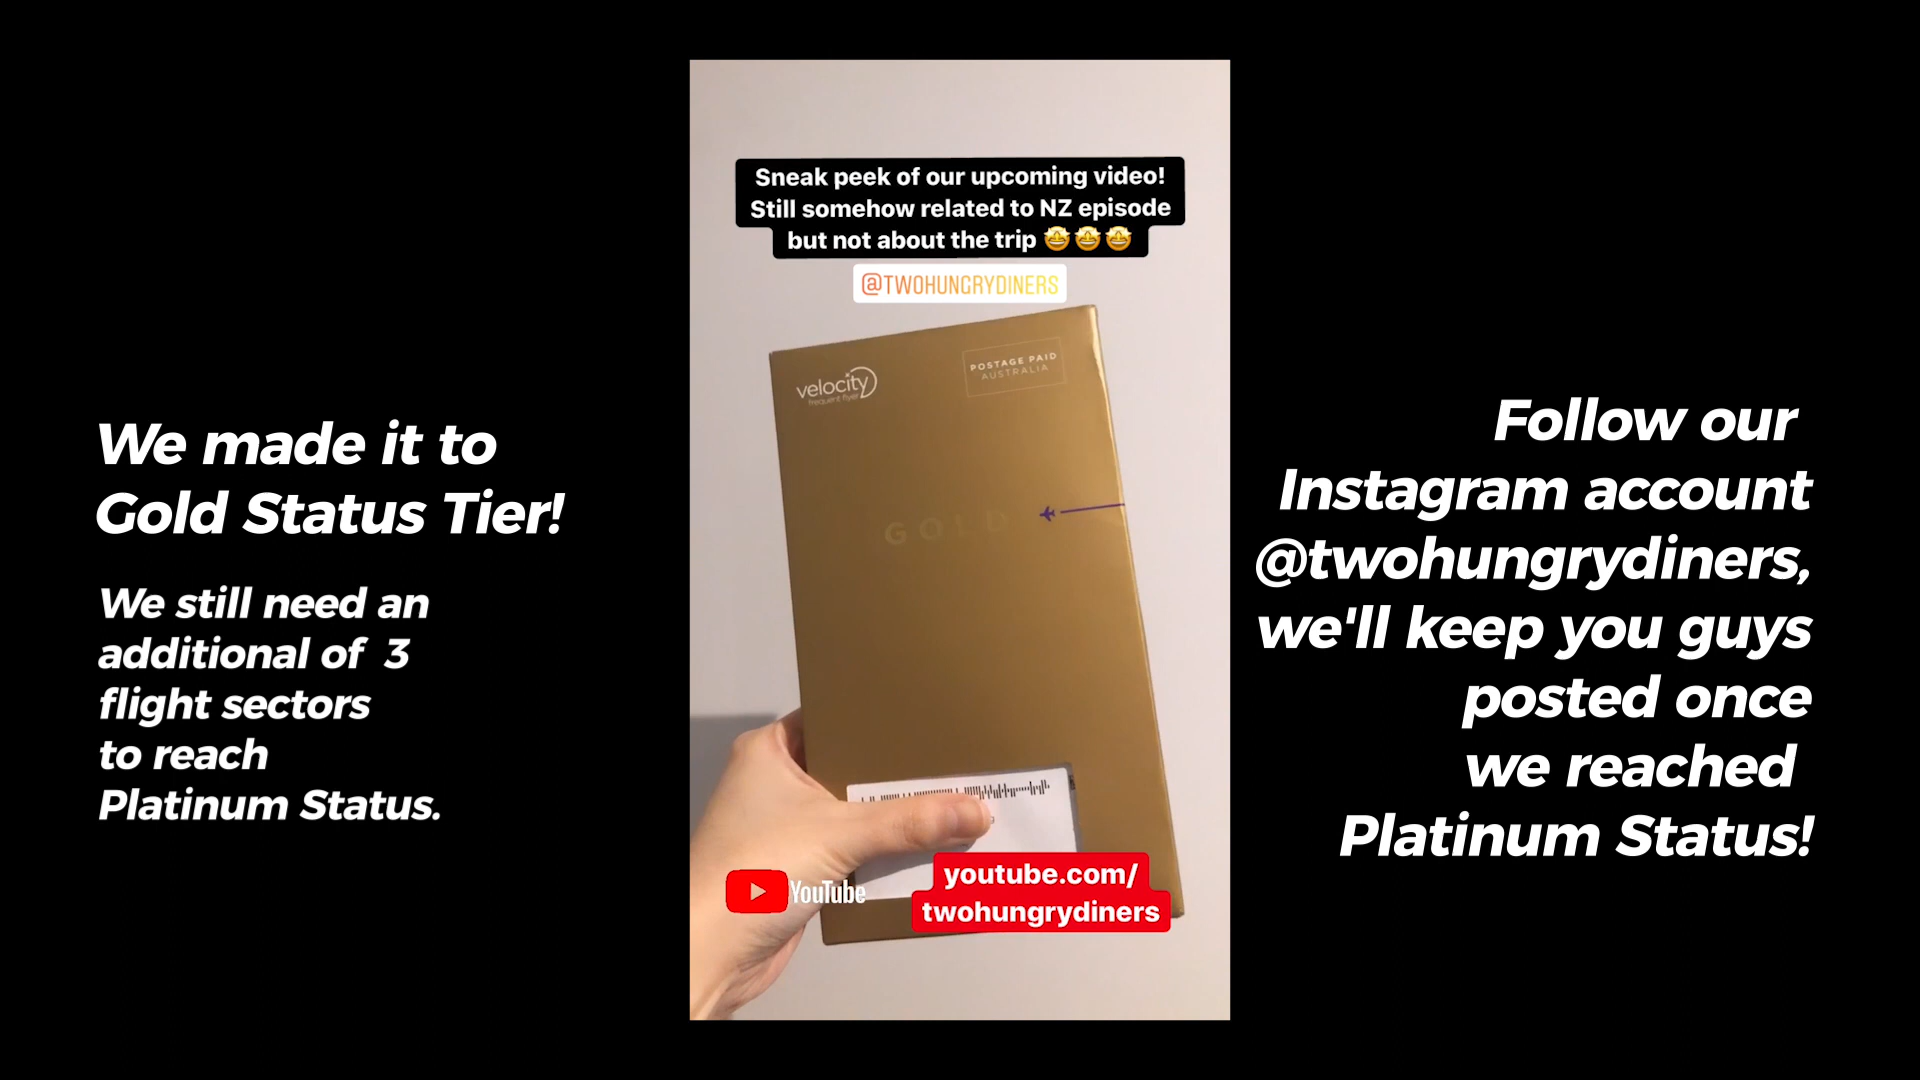 We made it to
Gold Status Tier!
We still need an
additional of 3
flight sectors
to reach
Platinum Status.
Sneak peek of our upcoming video!
Still somehow related to NZ episode
but not about the trip 🤩🤩🤩
@TWOHUNGRYDINERS
velocity
frequent flyer
POSTAGE PAID
AUSTRALIA
GOLD
YouTube
youtube.com/
twohungrydiners
Follow our
Instagram account
@twohungrydiners,
we'll keep you guys
posted once
we reached
Platinum Status!